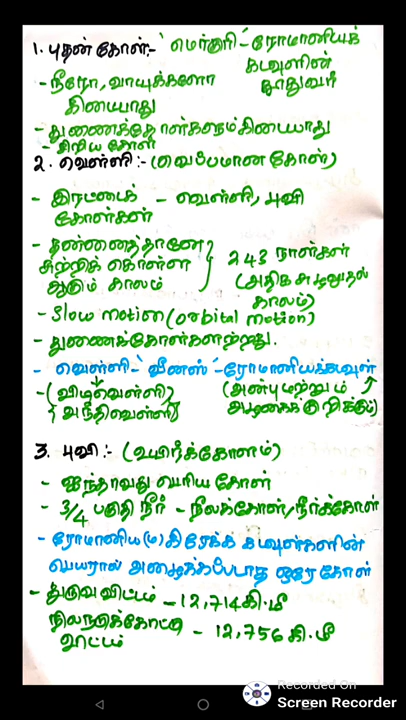 1. புதன் கோள்:- 'மெர்குரி' - ரோமானியக்
கடவுளின்
தூதுவர்
- நீரோ, வாயுக்களோ
கிடையாது
- துணைக்கோள்களும் கிடையாது
- சிறிய கோள்
2. வெள்ளி :- (வெப்பமான கோள்)
- இரட்டைக் - வெள்ளி, புவி
கோள்கள்
- தன்னைத்தானே
சுற்றிக் கொள்ள
ஆகும் காலம்
243 நாள்கள்
(அதிக சுழலுதல்
காலம்)
- Slow motion (orbital motion)
- துணைக்கோள்களற்றது.
- வெள்ளி - 'வீனஸ்' - ரோமானியக்கடவுள்
- (விடிவெள்ளி,
அந்திவெள்ளி)
(அன்பு மற்றும்
அழகைக் குறிக்கும்)
3. புவி :- (உயிர்க்கோளம்)
- ஐந்தாவது பெரிய கோள்
- 3/4 பகுதி நீர் - நீலக்கோள்/நீர்க்கோள்
- ரோமானிய (ம) கிரேக்க கடவுள்களின்
பெயரால் அழைக்கப்படாத ஒரே கோள்
- துருவ விட்டம் - 12,714 கி.மீ
நிலநடுக்கோட்டு
விட்டம் - 12,756 கி.மீ
Recorded On
Screen Recorder